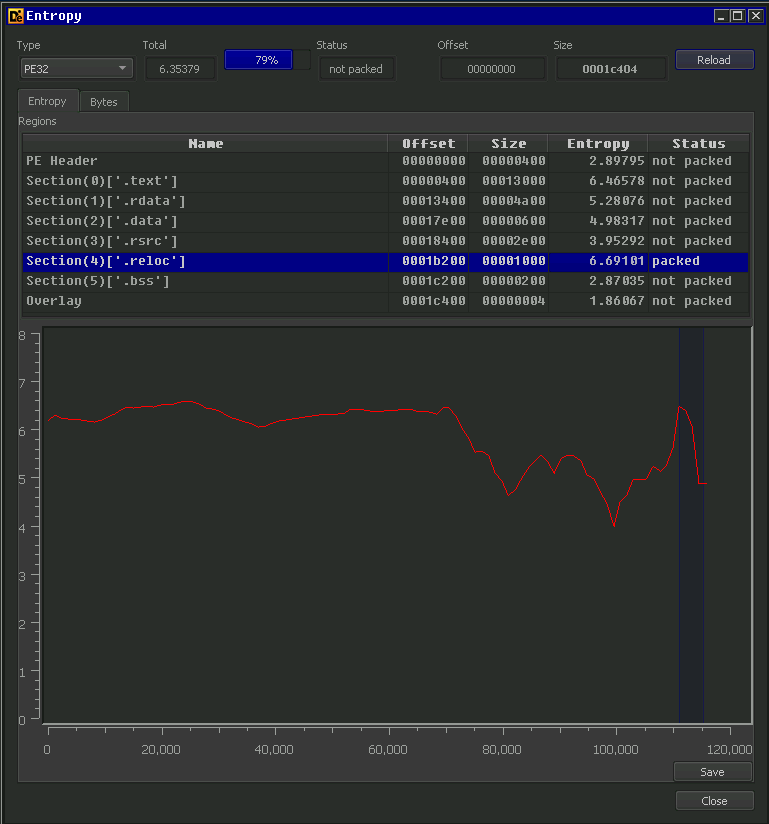 Entropy
Type Total Status Offset Size
PE32 6.35379 79% not packed 00000000 0001c404 Reload
Entropy Bytes
Regions
Name Offset Size Entropy Status
PE Header 00000000 00000400 2.89795 not packed
Section(0)['.text'] 00000400 00013000 6.46578 not packed
Section(1)['.rdata'] 00013400 00004a00 5.28076 not packed
Section(2)['.data'] 00017e00 00000600 4.98317 not packed
Section(3)['.rsrc'] 00018400 00002e00 3.95292 not packed
Section(4)['.reloc'] 0001b200 00001000 6.69101 packed
Section(5)['.bss'] 0001c200 00000200 2.87035 not packed
Overlay 0001c400 00000004 1.86067 not packed
8
7
6
5
4
3
2
1
0
0 20,000 40,000 60,000 80,000 100,000 120,000
Save
Close